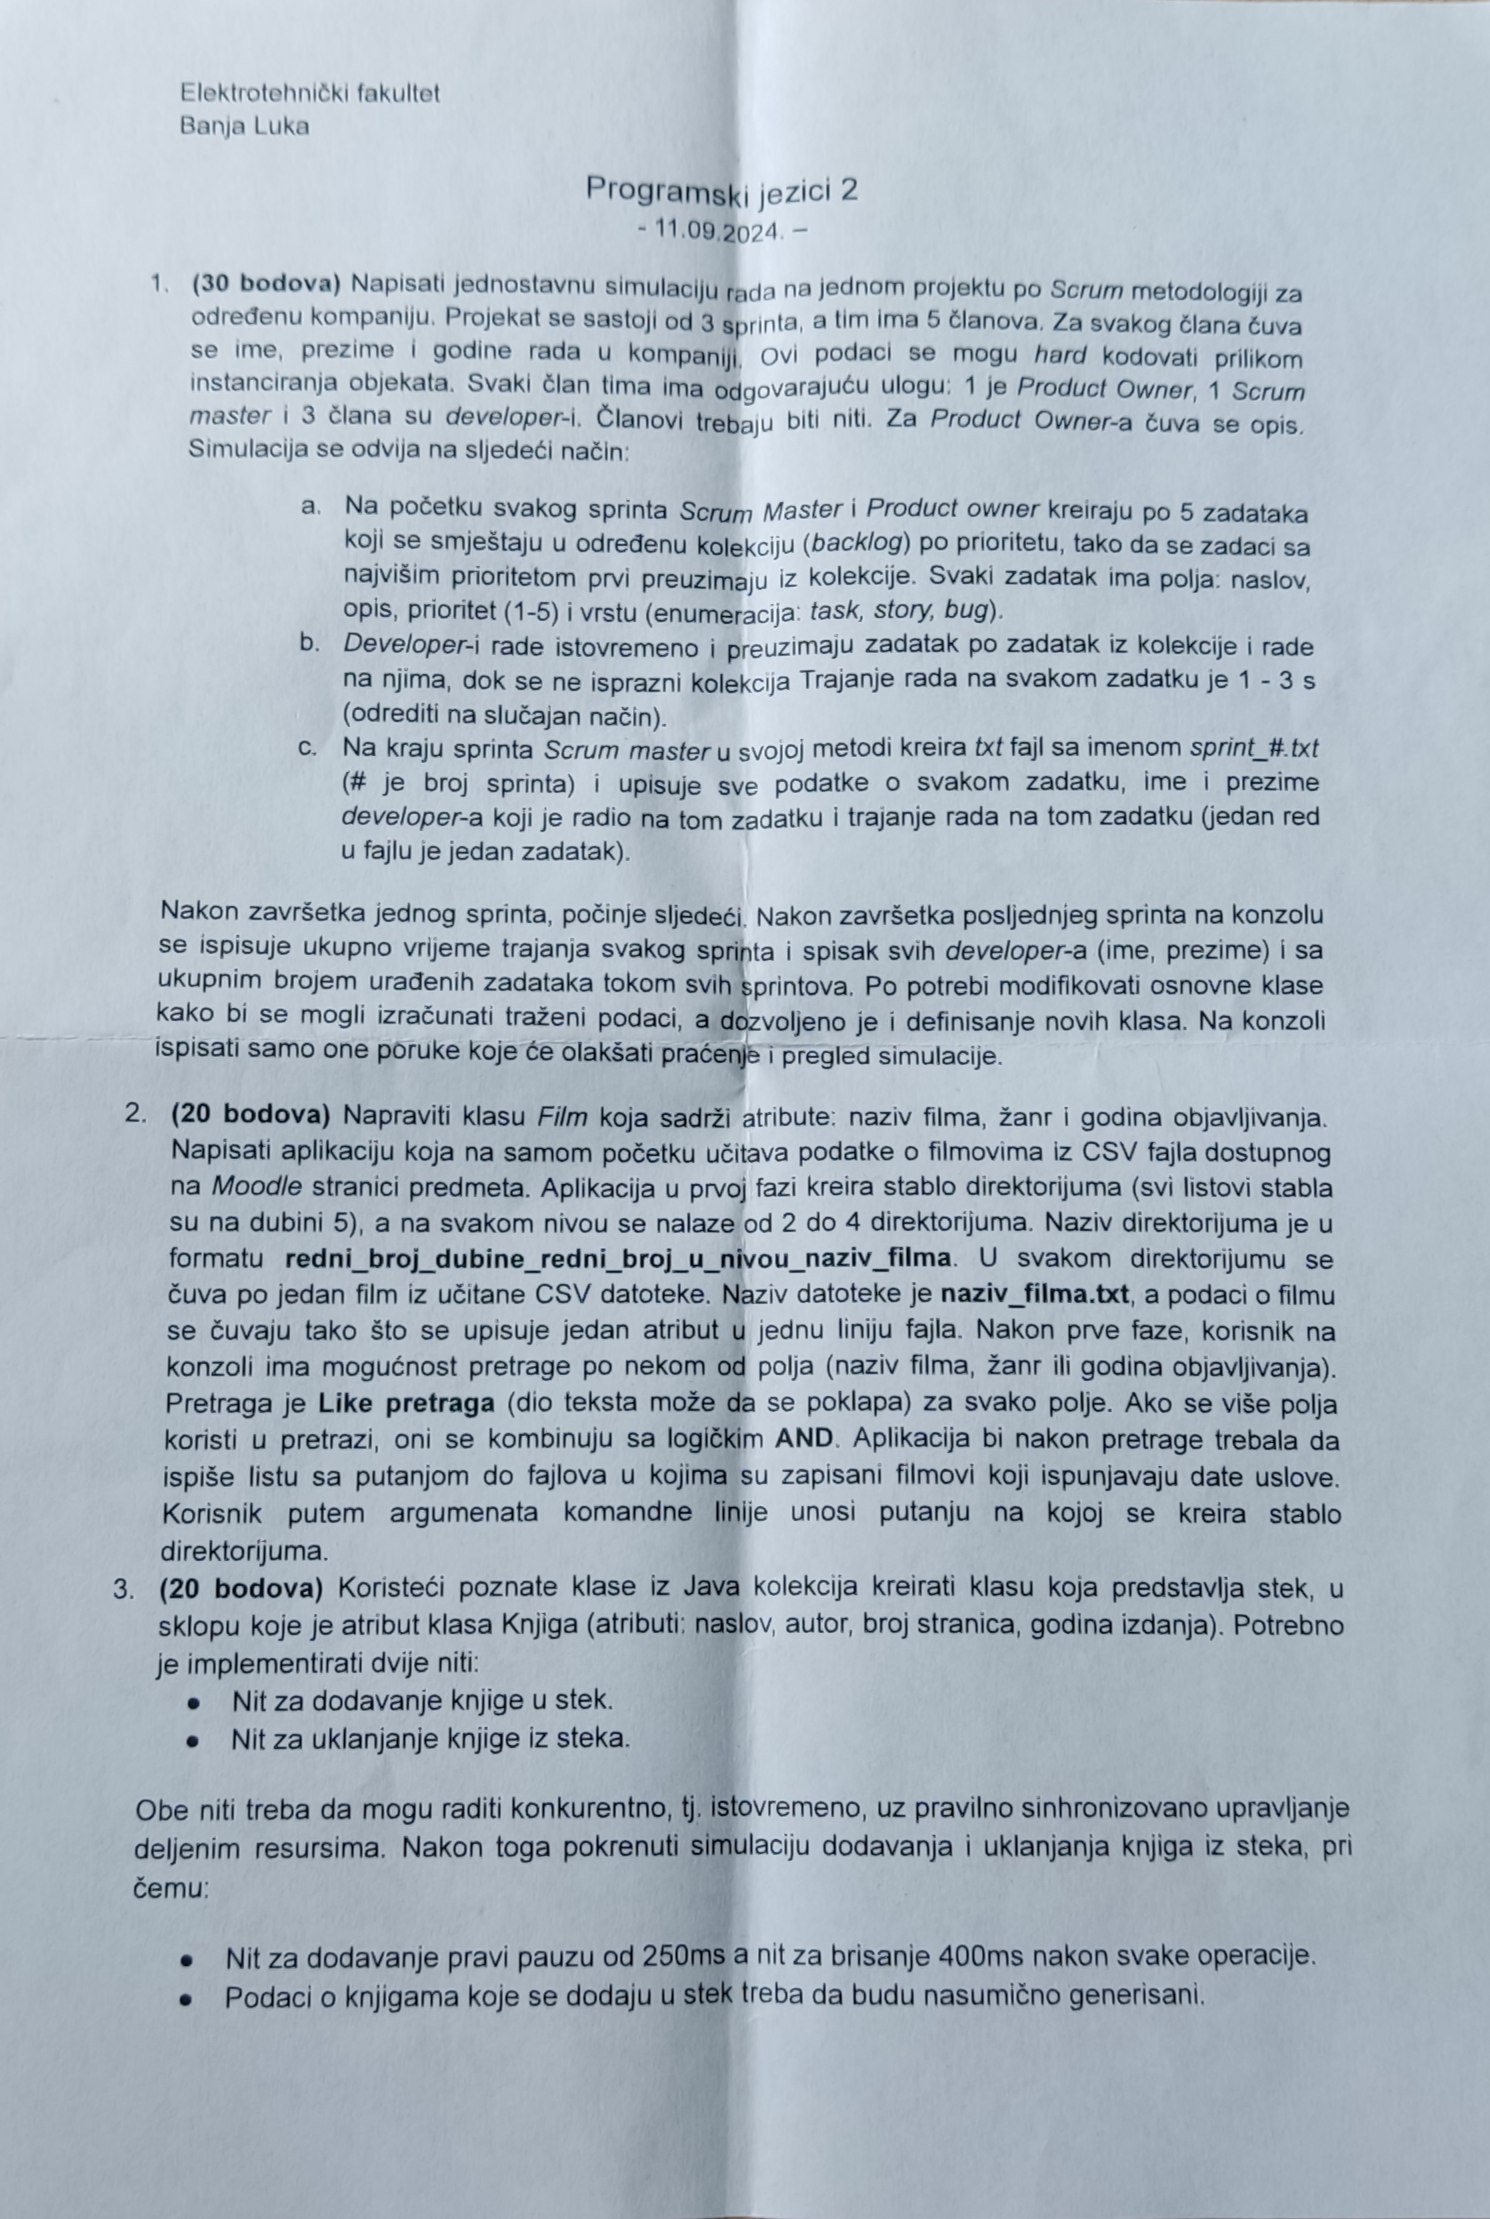 Elektrotehnički fakultet
Banja Luka
Programski jezici 2
- 11.09.2024. –
1. (30 bodova) Napisati jednostavnu simulaciju rada na jednom projektu po Scrum metodologiji za
određenu kompaniju. Projekat se sastoji od 3 sprinta, a tim ima 5 članova. Za svakog člana čuva
se ime, prezime i godine rada u kompaniji. Ovi podaci se mogu hard kodovati prilikom
instanciranja objekata. Svaki član tima ima odgovarajuću ulogu: 1 je Product Owner, 1 Scrum
master i 3 člana su developer-i. Članovi trebaju biti niti. Za Product Owner-a čuva se opis.
Simulacija se odvija na sljedeći način:
a. Na početku svakog sprinta Scrum Master i Product owner kreiraju po 5 zadataka
koji se smještaju u određenu kolekciju (backlog) po prioritetu, tako da se zadaci sa
najvišim prioritetom prvi preuzimaju iz kolekcije. Svaki zadatak ima polja: naslov,
opis, prioritet (1-5) i vrstu (enumeracija: task, story, bug).
b. Developer-i rade istovremeno i preuzimaju zadatak po zadatak iz kolekcije i rade
na njima, dok se ne isprazni kolekcija Trajanje rada na svakom zadatku je 1 - 3 s
(odrediti na slučajan način).
c. Na kraju sprinta Scrum master u svojoj metodi kreira txt fajl sa imenom sprint_#.txt
(# je broj sprinta) i upisuje sve podatke o svakom zadatku, ime i prezime
developer-a koji je radio na tom zadatku i trajanje rada na tom zadatku (jedan red
u fajlu je jedan zadatak).
Nakon završetka jednog sprinta, počinje sljedeći. Nakon završetka posljednjeg sprinta na konzolu
se ispisuje ukupno vrijeme trajanja svakog sprinta i spisak svih developer-a (ime, prezime) i sa
ukupnim brojem urađenih zadataka tokom svih sprintova. Po potrebi modifikovati osnovne klase
kako bi se mogli izračunati traženi podaci, a dozvoljeno je i definisanje novih klasa. Na konzoli
ispisati samo one poruke koje će olakšati praćenje i pregled simulacije.
2. (20 bodova) Napraviti klasu Film koja sadrži atribute: naziv filma, žanr i godina objavljivanja.
Napisati aplikaciju koja na samom početku učitava podatke o filmovima iz CSV fajla dostupnog
na Moodle stranici predmeta. Aplikacija u prvoj fazi kreira stablo direktorijuma (svi listovi stabla
su na dubini 5), a na svakom nivou se nalaze od 2 do 4 direktorijuma. Naziv direktorijuma je u
formatu redni_broj_dubine_redni_broj_u_nivou_naziv_filma. U svakom direktorijumu se
čuva po jedan film iz učitane CSV datoteke. Naziv datoteke je naziv_filma.txt, a podaci o filmu
se čuvaju tako što se upisuje jedan atribut u jednu liniju fajla. Nakon prve faze, korisnik na
konzoli ima mogućnost pretrage po nekom od polja (naziv filma, žanr ili godina objavljivanja).
Pretraga je Like pretraga (dio teksta može da se poklapa) za svako polje. Ako se više polja
koristi u pretrazi, oni se kombinuju sa logičkim AND. Aplikacija bi nakon pretrage trebala da
ispiše listu sa putanjom do fajlova u kojima su zapisani filmovi koji ispunjavaju date uslove.
Korisnik putem argumenata komandne linije unosi putanju na kojoj se kreira stablo
direktorijuma.
3. (20 bodova) Koristeći poznate klase iz Java kolekcija kreirati klasu koja predstavlja stek, u
sklopu koje je atribut klasa Knjiga (atributi: naslov, autor, broj stranica, godina izdanja). Potrebno
je implementirati dvije niti:
• Nit za dodavanje knjige u stek.
• Nit za uklanjanje knjige iz steka.
Obe niti treba da mogu raditi konkurentno, tj. istovremeno, uz pravilno sinhronizovano upravljanje
deljenim resursima. Nakon toga pokrenuti simulaciju dodavanja i uklanjanja knjiga iz steka, pri
čemu:
• Nit za dodavanje pravi pauzu od 250ms a nit za brisanje 400ms nakon svake operacije.
• Podaci o knjigama koje se dodaju u stek treba da budu nasumično generisani.